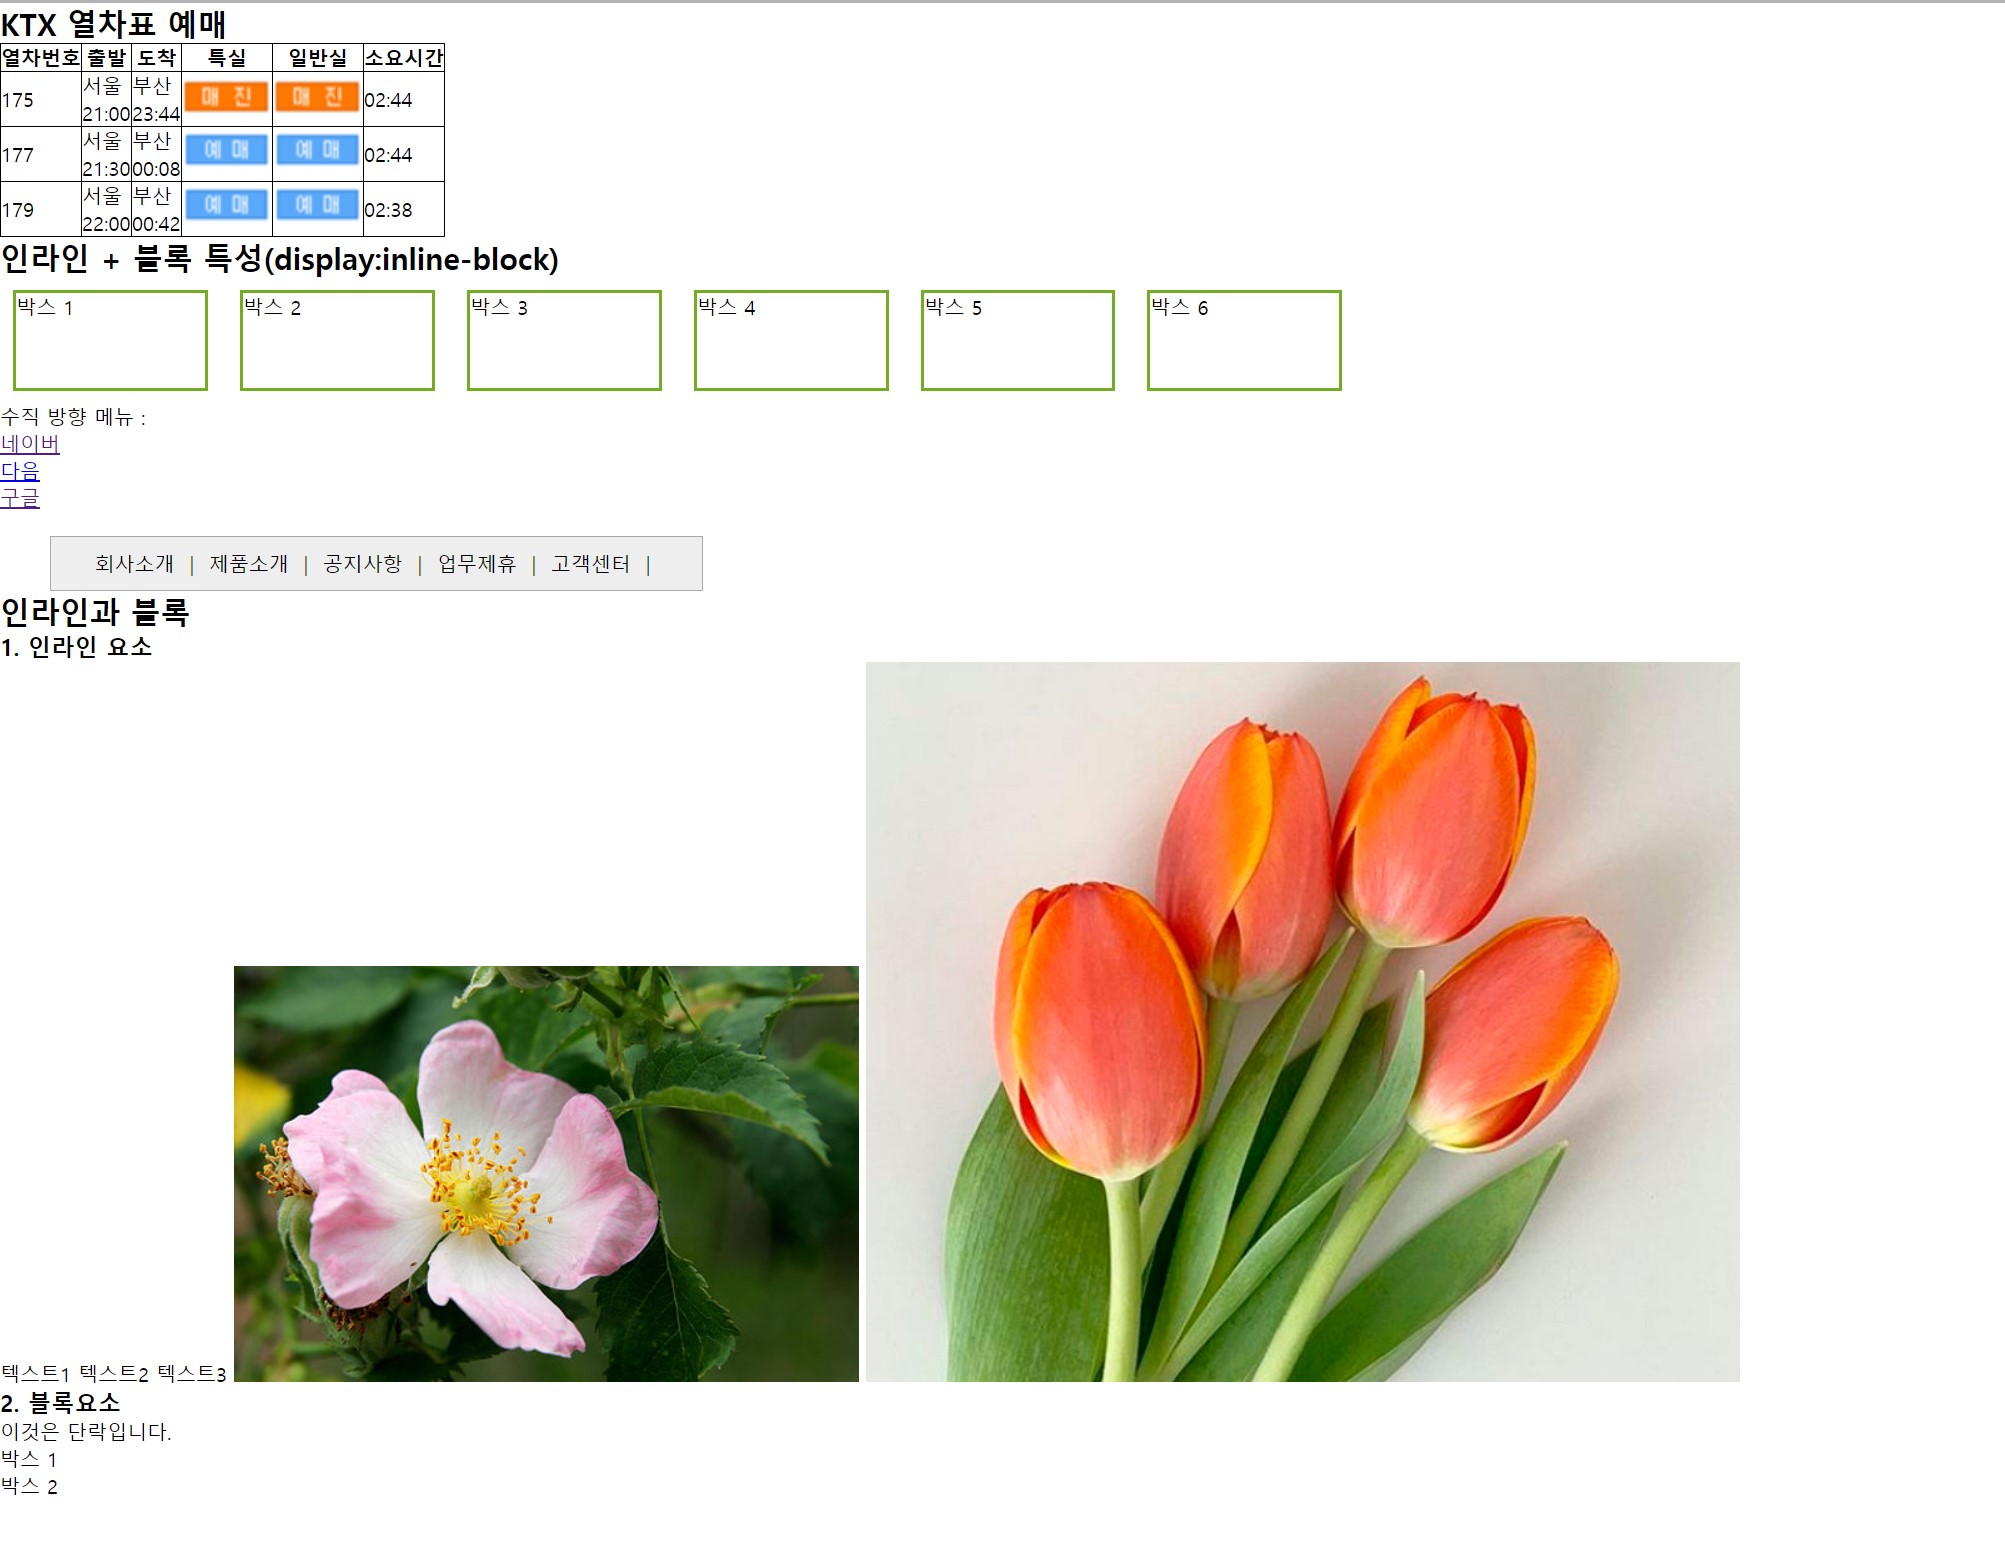 KTX 열차표 예매
열차번호 출발 도착 특실 일반실 소요시간
175 서울 21:00 부산 23:44 매 진 매 진 02:44
177 서울 21:30 부산 00:08 예 매 예 매 02:44
179 서울 22:00 부산 00:42 예 매 예 매 02:38
인라인 + 블록 특성(display:inline-block)
박스 1 박스 2 박스 3 박스 4 박스 5 박스 6
수직 방향 메뉴 :
네이버
다음
구글
회사소개 | 제품소개 | 공지사항 | 업무제휴 | 고객센터 |
인라인과 블록
1. 인라인 요소
텍스트1 텍스트2 텍스트3
2. 블록요소
이것은 단락입니다.
박스 1
박스 2